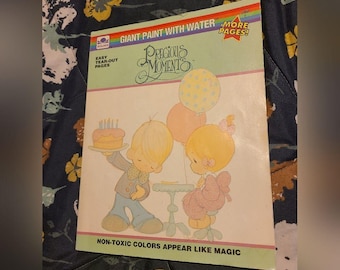 GIANT PAINT WITH WATER
MORE
PAGES!
EASY
TEAR-OUT
PAGES
Precious
Moments
NON-TOXIC COLORS APPEAR LIKE MAGIC